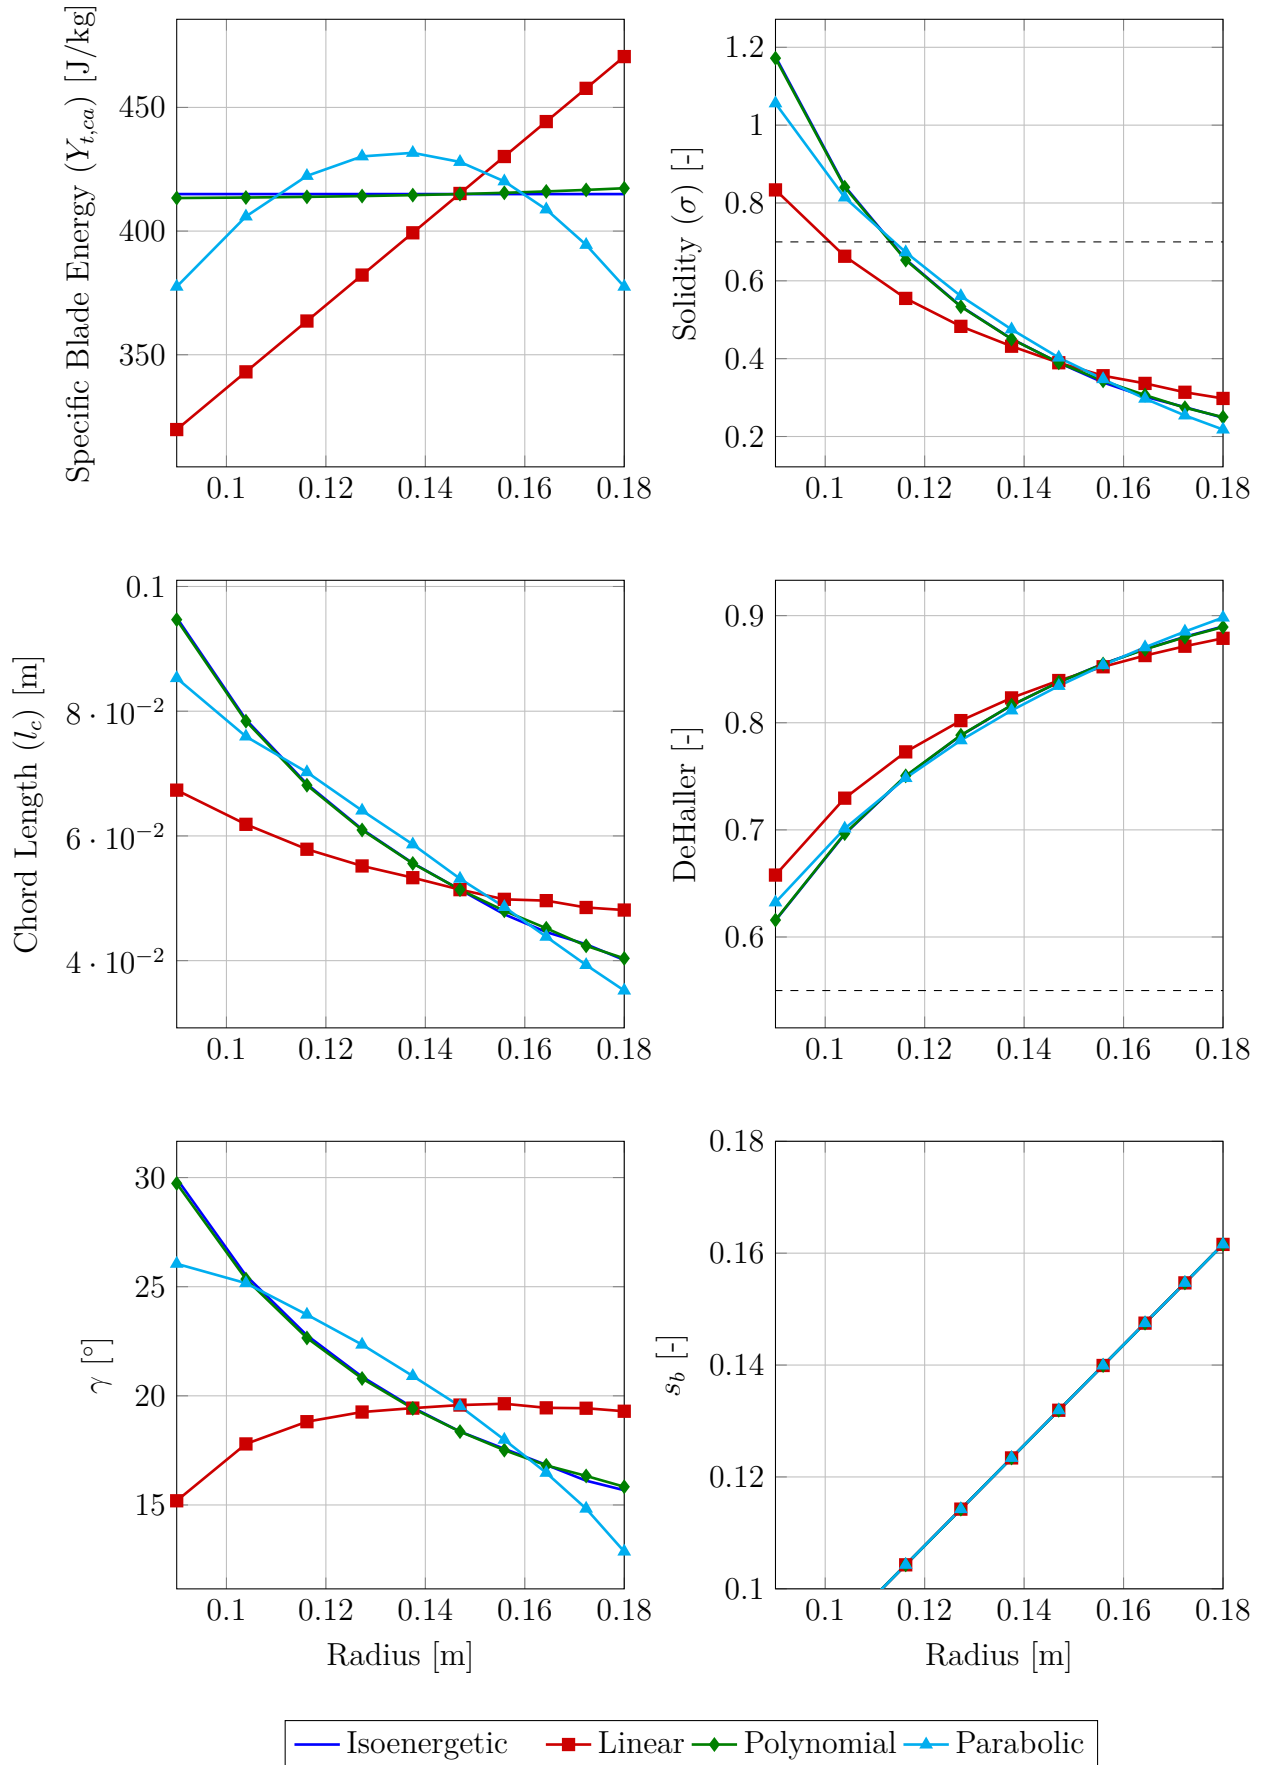 Specific Blade Energy (Y_{t,ca}) [J/kg]
450
400
350
0.1 0.12 0.14 0.16 0.18
Solidity (σ) [-]
1.2
1
0.8
0.6
0.4
0.2
0.1 0.12 0.14 0.16 0.18
Chord Length (l_c) [m]
0.1
8 · 10⁻²
6 · 10⁻²
4 · 10⁻²
0.1 0.12 0.14 0.16 0.18
DeHaller [-]
0.9
0.8
0.7
0.6
0.1 0.12 0.14 0.16 0.18
γ [°]
30
25
20
15
0.1 0.12 0.14 0.16 0.18
Radius [m]
s_b [-]
0.18
0.16
0.14
0.12
0.1
0.1 0.12 0.14 0.16 0.18
Radius [m]
Isoenergetic Linear Polynomial Parabolic